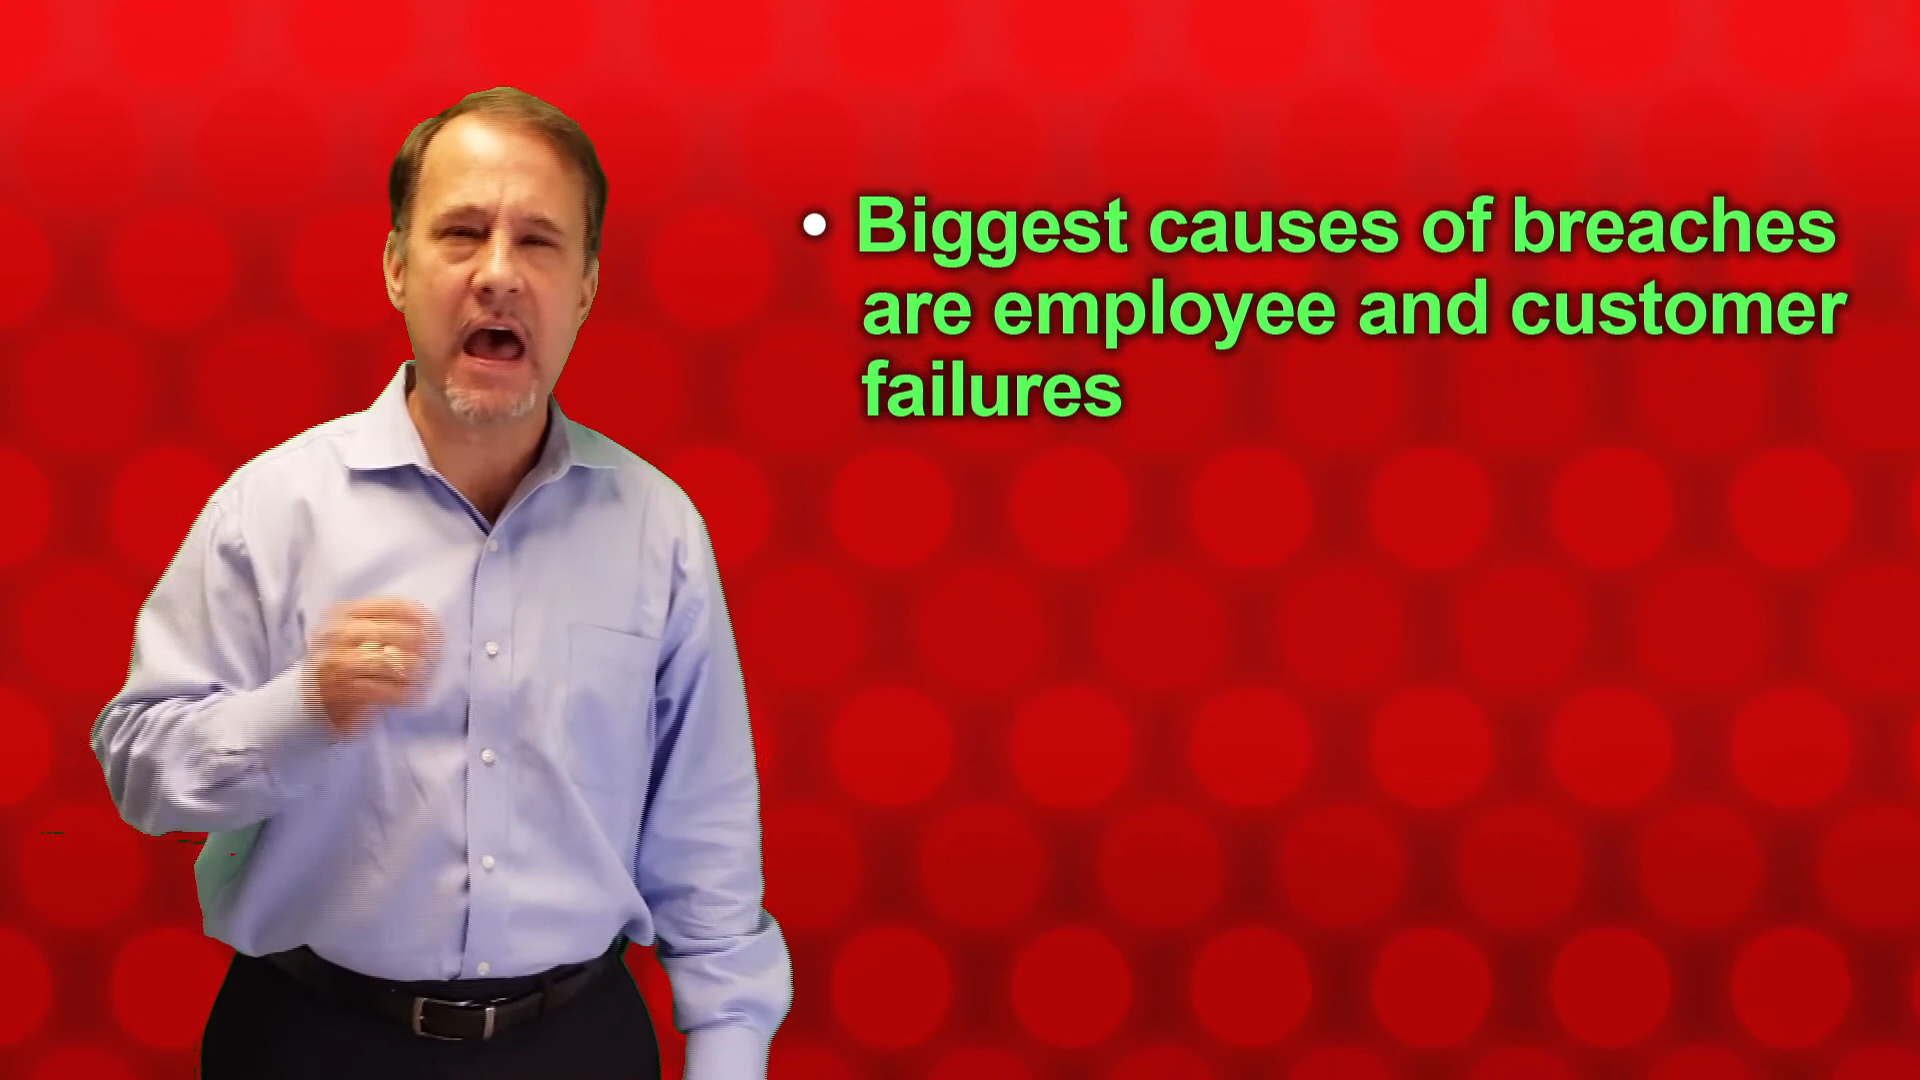 • Biggest causes of breaches
are employee and customer
failures